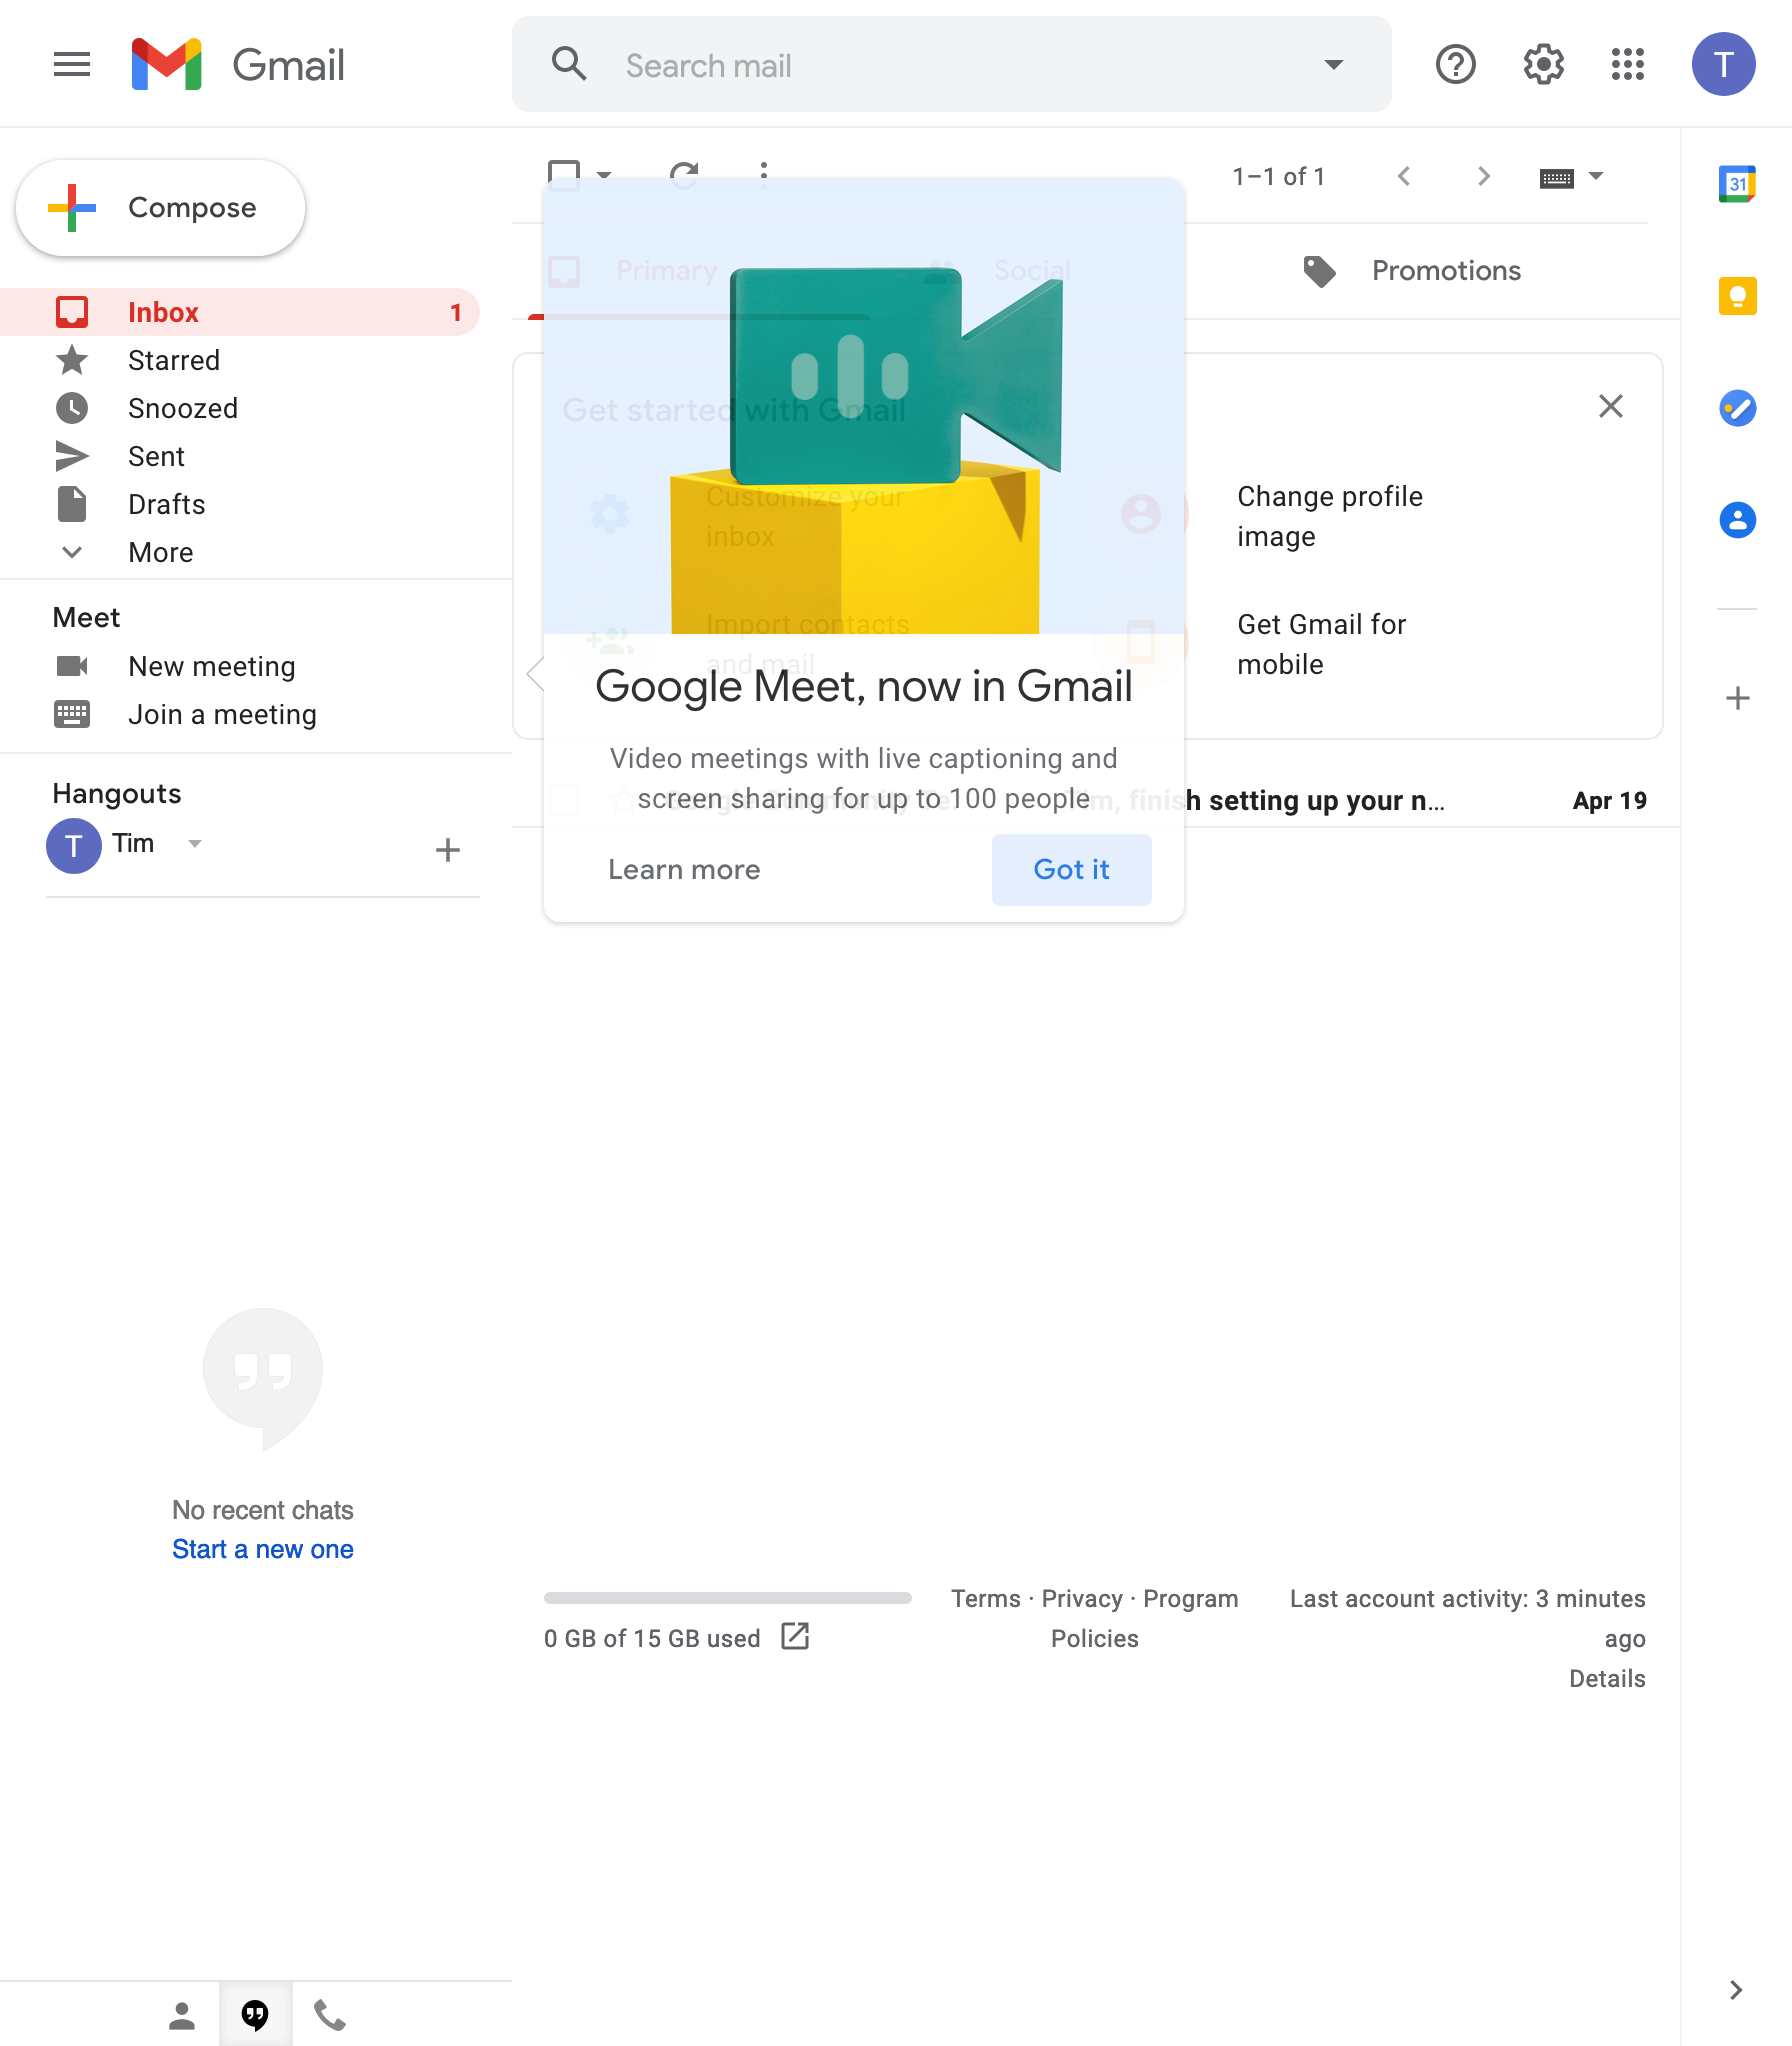 Gmail
Search mail
T
Compose
1–1 of 1
31
Primary
Social
Promotions
Inbox
1
Starred
Snoozed
Sent
Drafts
More
Get started with Gmail
Customize your
inbox
Change profile
image
Import contacts
and mail
Get Gmail for
mobile
Meet
New meeting
Join a meeting
Google Meet, now in Gmail
Video meetings with live captioning and
screen sharing for up to 100 people
Learn more
Got it
Tim, finish setting up your n...
Apr 19
Hangouts
T
Tim
No recent chats
Start a new one
0 GB of 15 GB used
Terms · Privacy · Program
Policies
Last account activity: 3 minutes
ago
Details